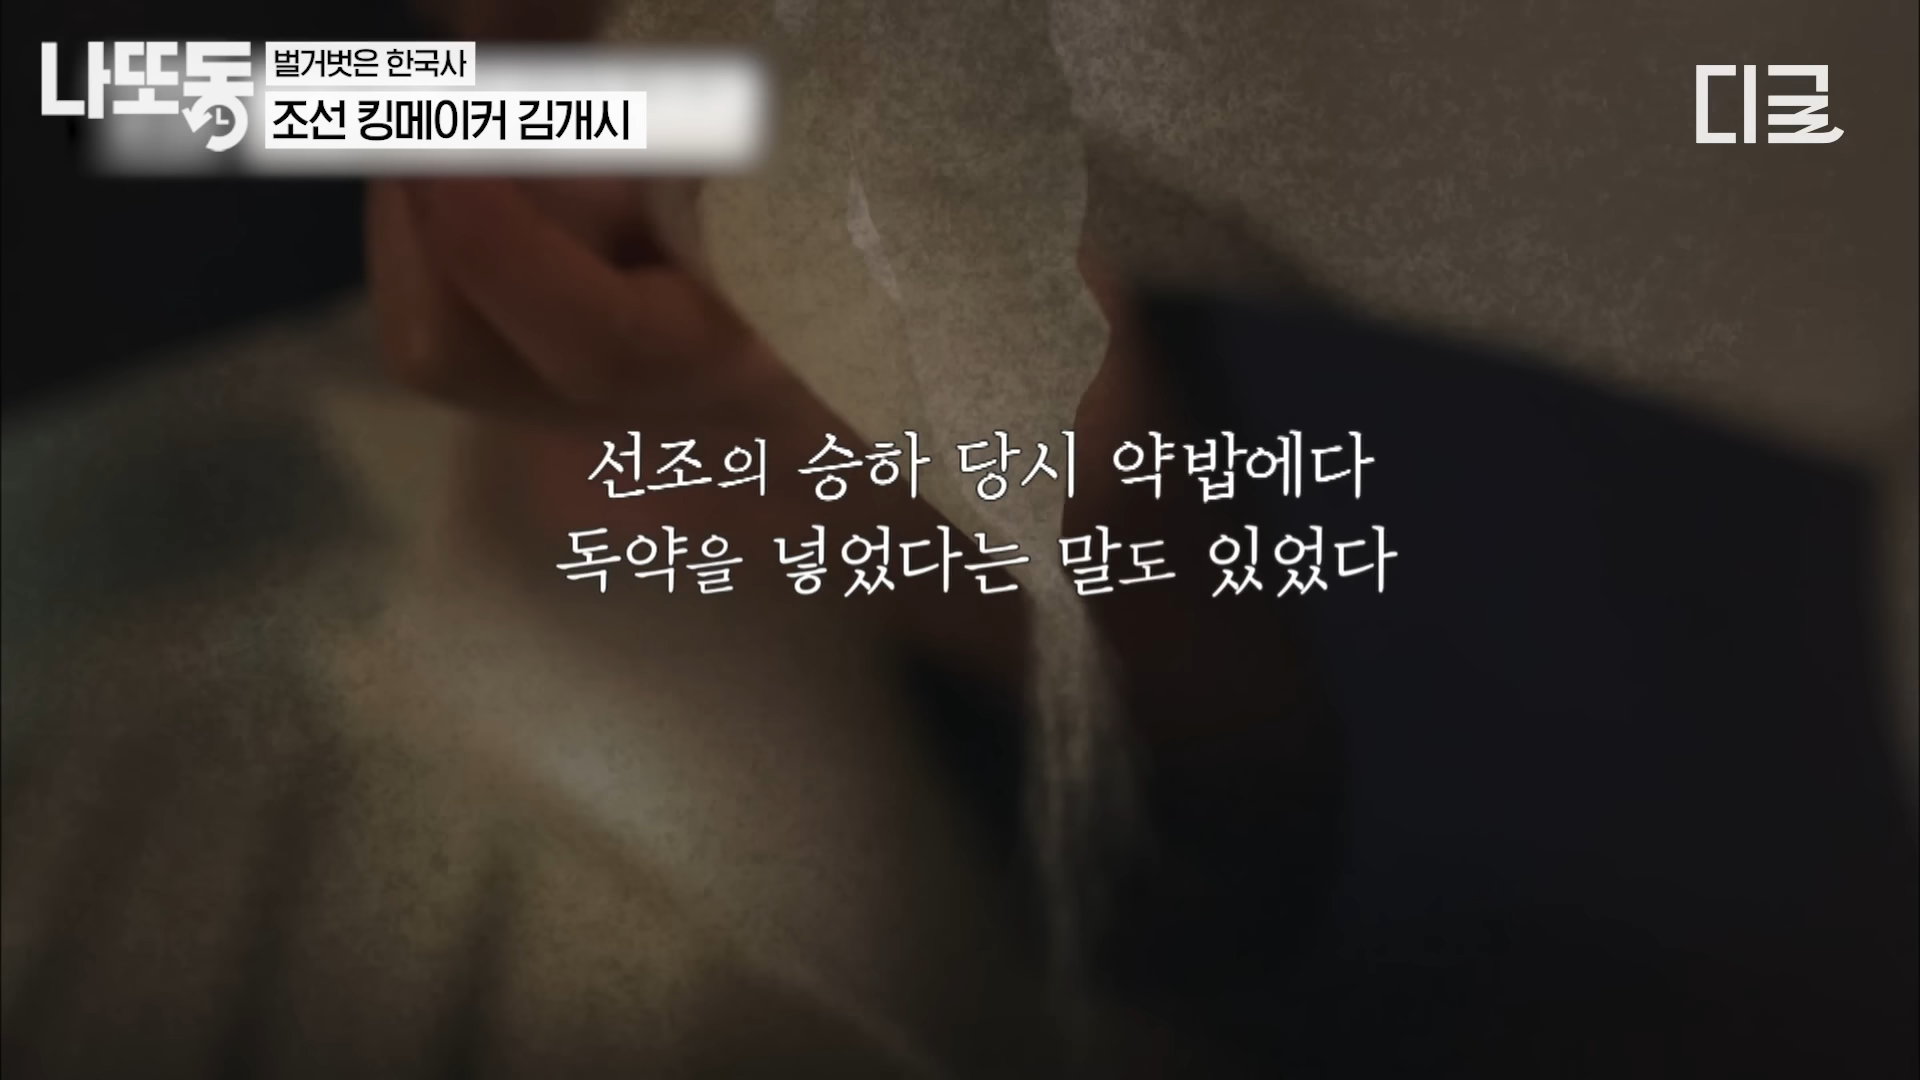 나또동
벌거벗은 한국사
조선 킹메이커 김개시
디글
선조의 승하 당시 약밥에다
독약을 넣었다는 말도 있었다